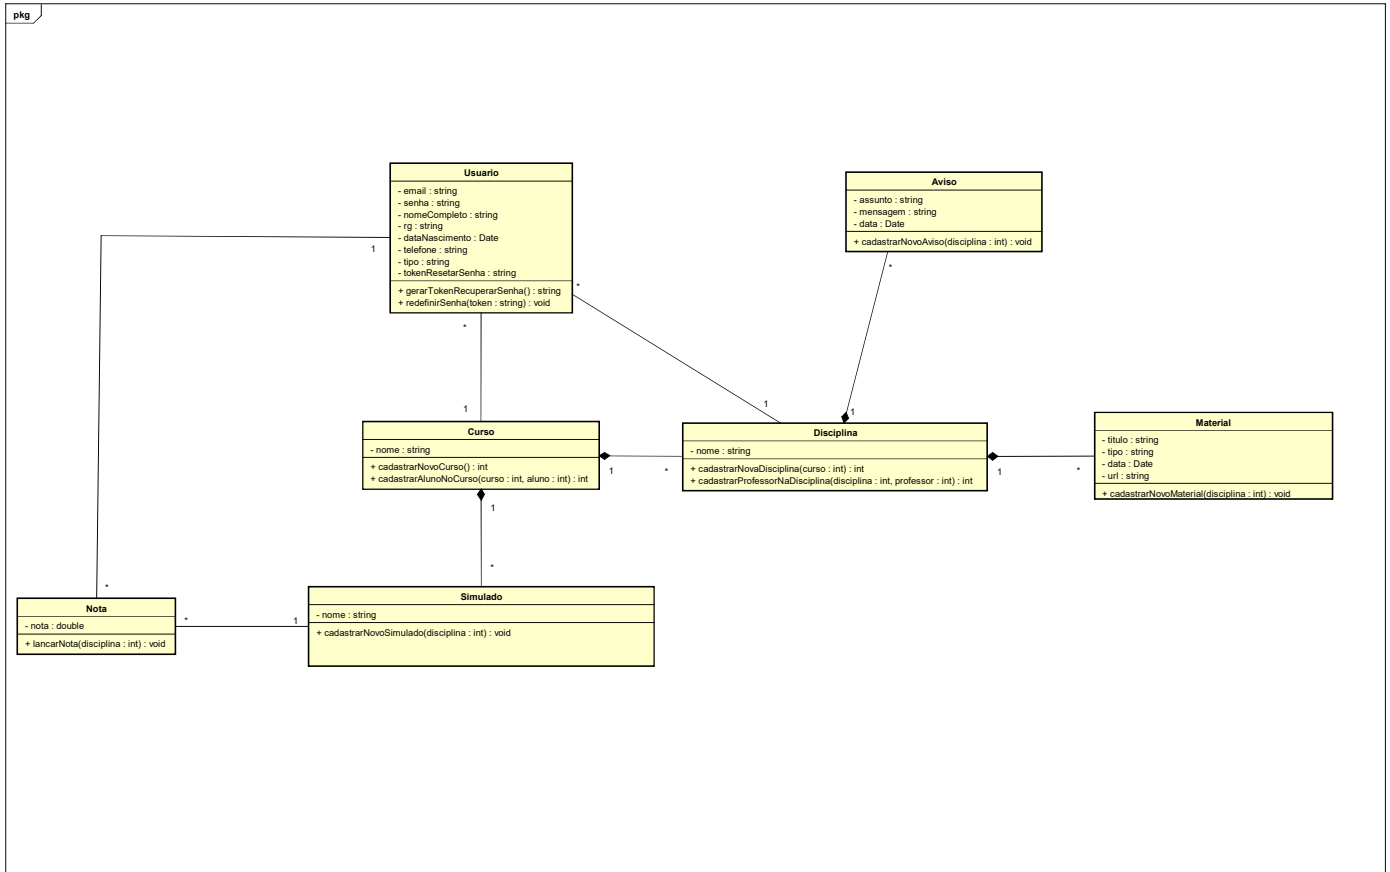 pkg
Usuario
- email : string
- senha : string
- nomeCompleto : string
- rg : string
- dataNascimento : Date
- telefone : string
- tipo : string
- tokenResetarSenha : string
+ gerarTokenRecuperarSenha() : string
+ redefinirSenha(token : string) : void
Aviso
- assunto : string
- mensagem : string
- data : Date
+ cadastrarNovoAviso(disciplina : int) : void
1
*
*
*
1
1
1
Curso
- nome : string
+ cadastrarNovoCurso() : int
+ cadastrarAlunoNoCurso(curso : int, aluno : int) : int
1
*
Disciplina
- nome : string
+ cadastrarNovaDisciplina(curso : int) : int
+ cadastrarProfessorNaDisciplina(disciplina : int, professor : int) : int
1
*
Material
- titulo : string
- tipo : string
- data : Date
- url : string
+ cadastrarNovoMaterial(disciplina : int) : void
1
*
*
Nota
- nota : double
+ lancarNota(disciplina : int) : void
*
1
Simulado
- nome : string
+ cadastrarNovoSimulado(disciplina : int) : void